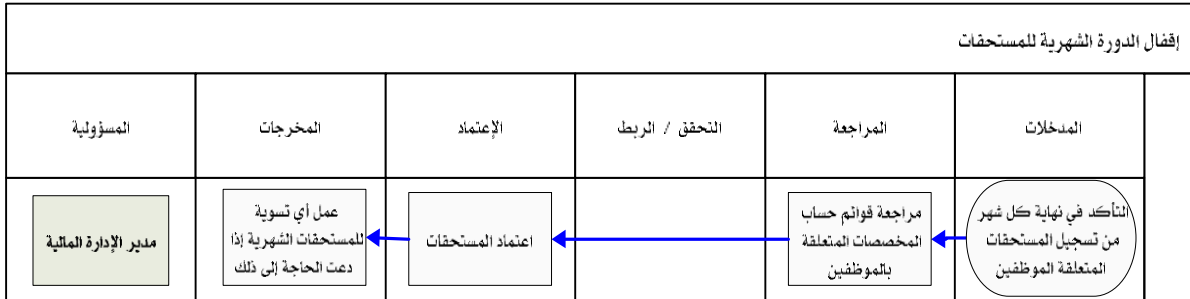 إقفال الدورة الشهرية للمستحقات
المدخلات
المراجعة
التحقق / الربط
الإعتماد
المخرجات
المسؤولية
التأكد في نهاية كل شهر
من تسجيل المستحقات
المتعلقة الموظفين
مراجعة قوائم حساب
المخصصات المتعلقة
بالموظفين
اعتماد المستحقات
عمل أي تسوية
للمستحقات الشهرية إذا
دعت الحاجة إلى ذلك
مدير الإدارة المالية